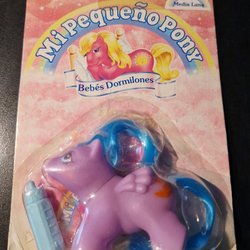 Media Luna
Mi Pequeño Pony
Bebés Dormilones